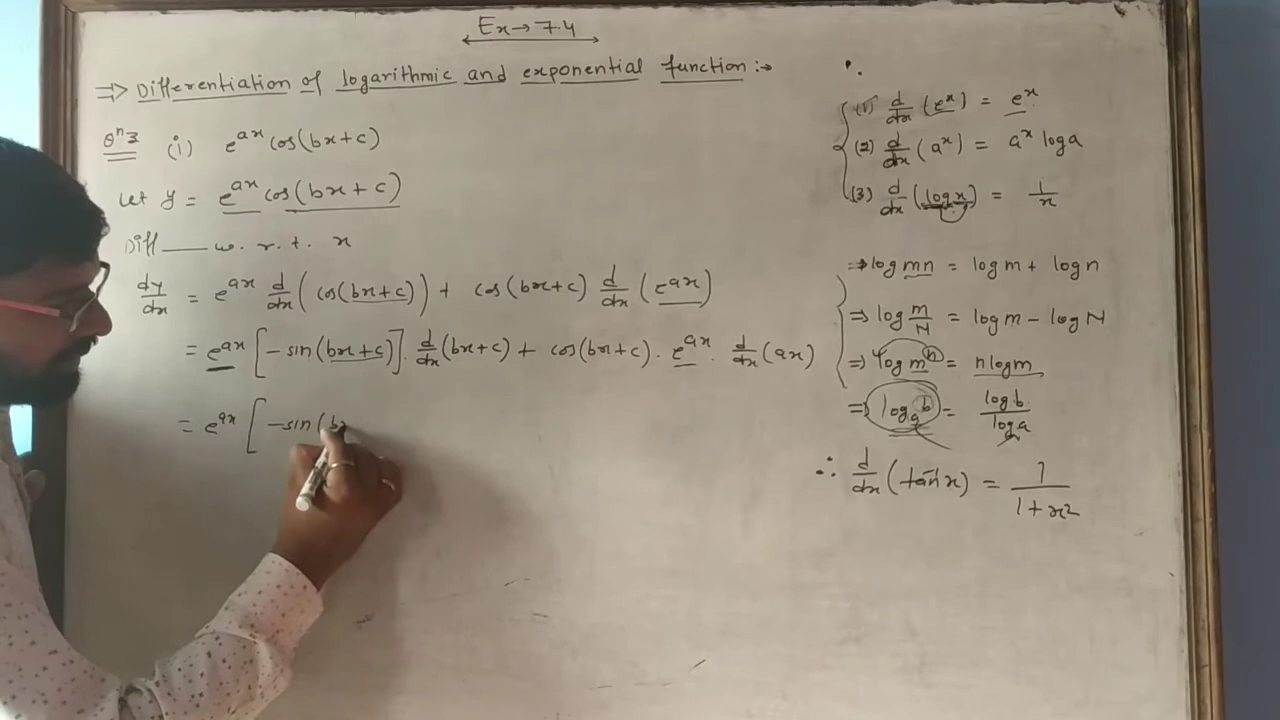 Ex → 7.4
⇒ Differentiation of logarithmic and exponential function :→
Qⁿ 3 (i) e^{ax} cos(bx+c)
Let y = e^{ax} cos(bx+c)
Diff —— w. r. t. x
dy/dx = e^{ax} d/dx (cos(bx+c)) + cos(bx+c) d/dx (e^{ax})
= e^{ax} [-sin(bx+c)] . d/dx (bx+c) + cos(bx+c) . e^{ax} . d/dx (ax)
= e^{ax} [-sin(bx
(1) d/dx (e^x) = e^x
(2) d/dx (a^x) = a^x log a
(3) d/dx (log x) = 1/x
⇒ log mn = log m + log n
⇒ log m/N = log m - log N
⇒ log m^n = n log m
⇒ log_a b = log b / log a
∴ d/dx (tan⁻¹ x) = 1/(1+x²)